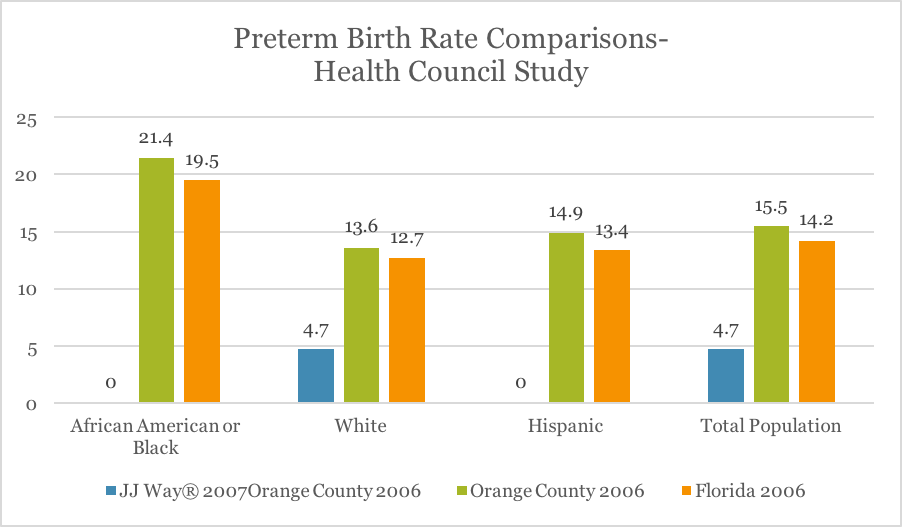 Preterm Birth Rate Comparisons-
Health Council Study
25
20
15
10
5
0
0
21.4
19.5
4.7
13.6
12.7
0
14.9
13.4
4.7
15.5
14.2
African American or
Black
White
Hispanic
Total Population
JJ Way® 2007Orange County 2006
Orange County 2006
Florida 2006